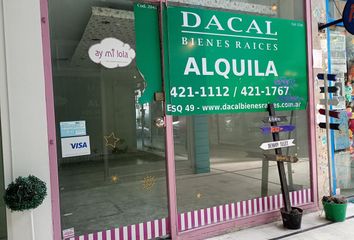 DACAL
BIENES RAICES
ALQUILA
421-1112 / 421-1767
ESQ 49 - www.dacalbienesraices.com.ar
ay mi lola
VISA